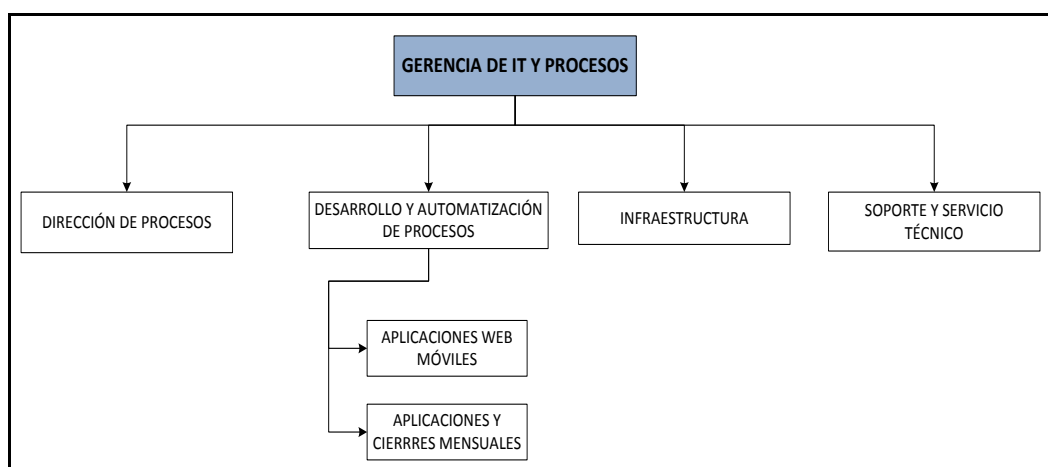 GERENCIA DE IT Y PROCESOS
DIRECCIÓN DE PROCESOS
DESARROLLO Y AUTOMATIZACIÓN
DE PROCESOS
INFRAESTRUCTURA
SOPORTE Y SERVICIO
TÉCNICO
APLICACIONES WEB
MÓVILES
APLICACIONES Y
CIERRRES MENSUALES